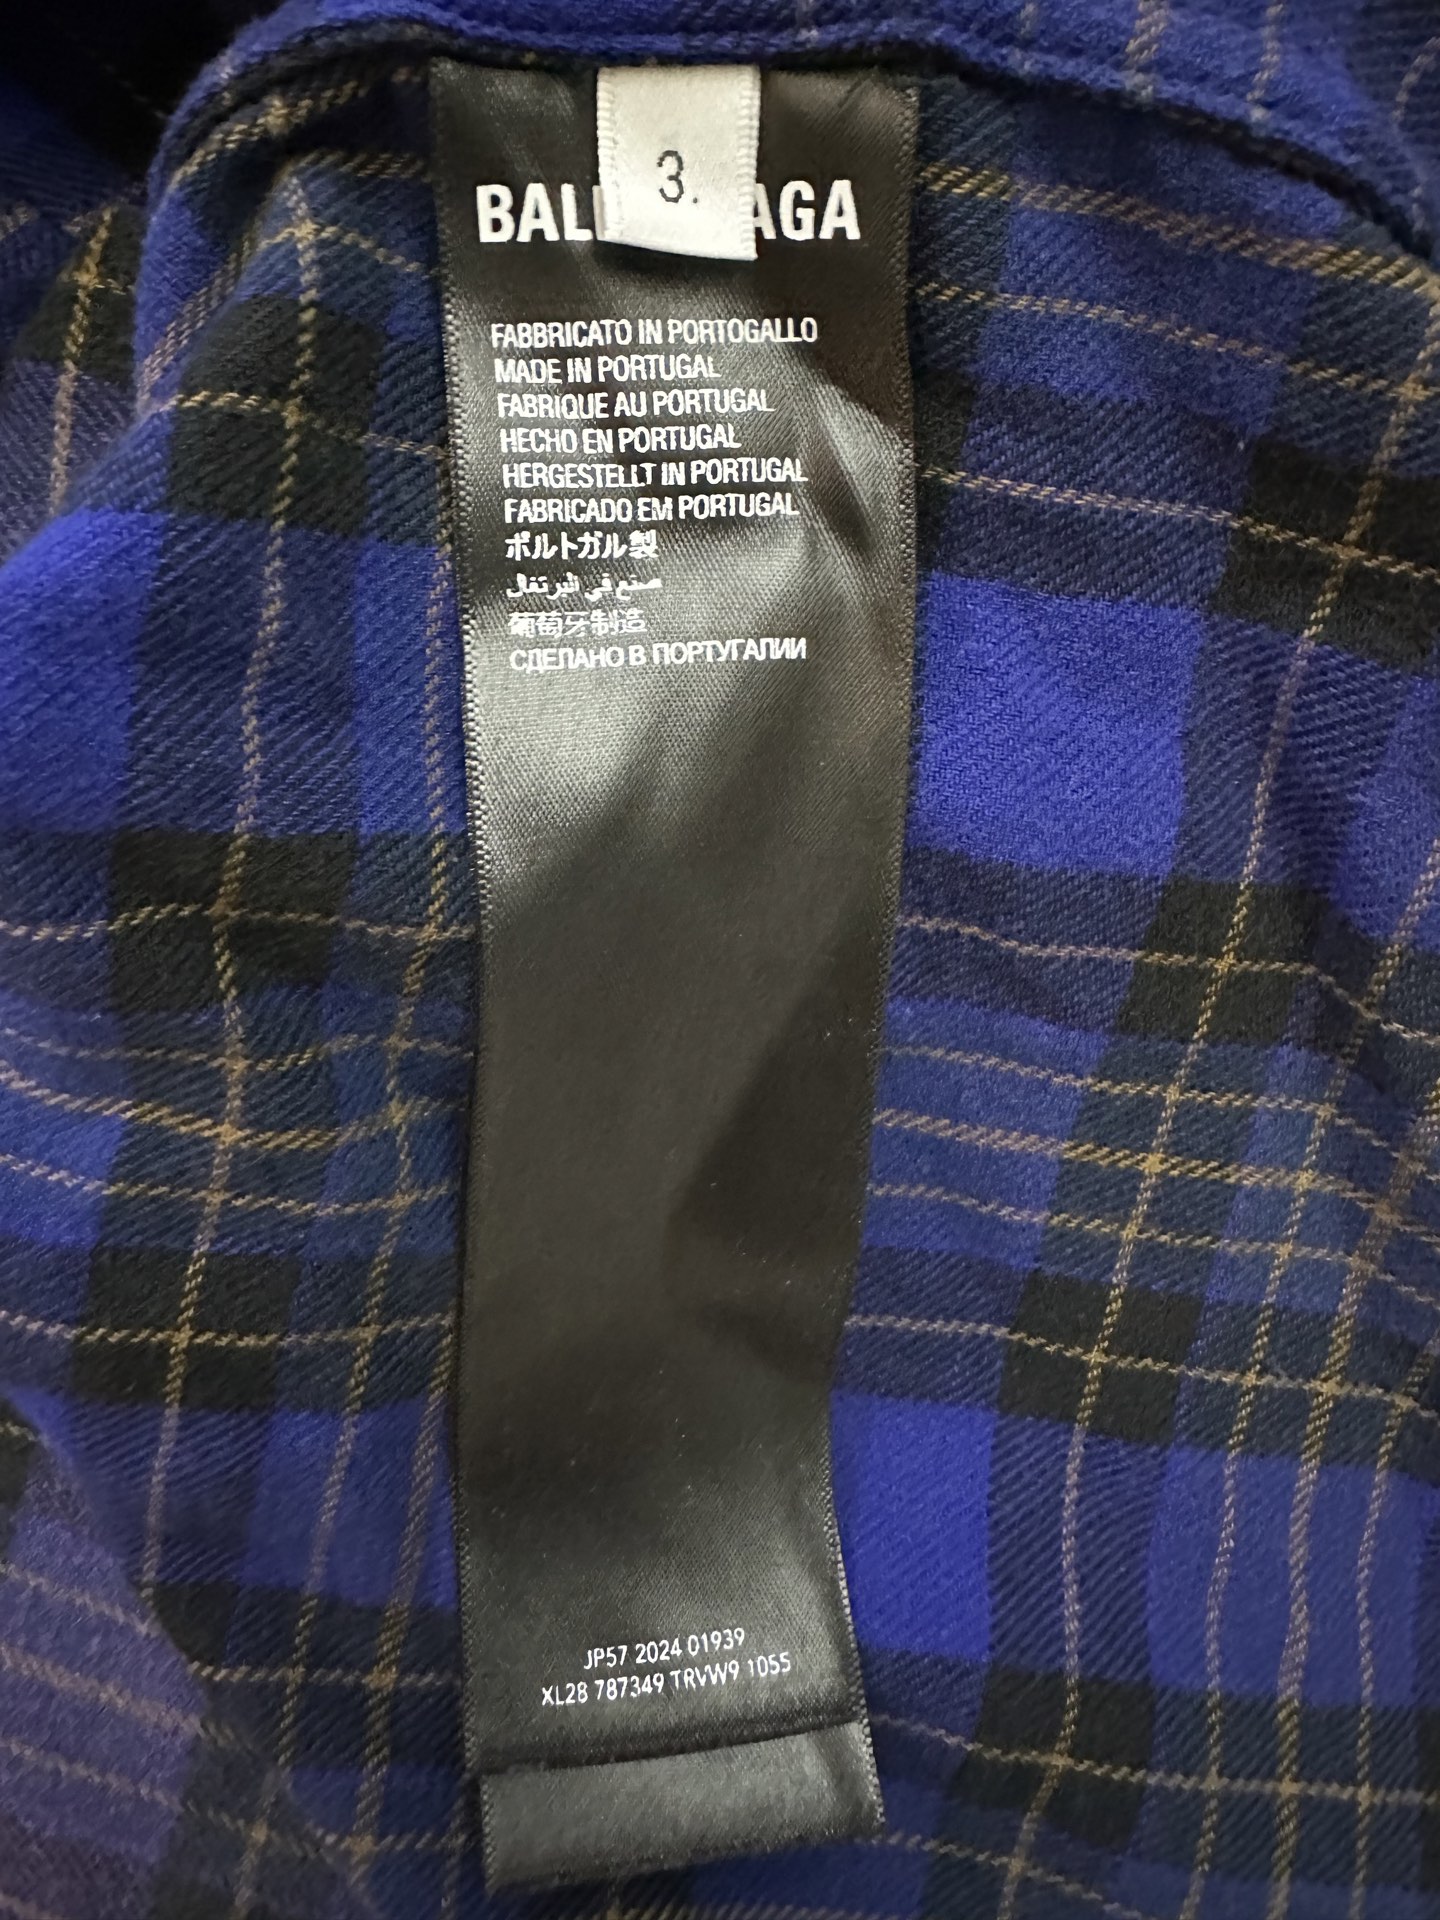 3.
BAL AGA
FABBRICATO IN PORTOGALLO
MADE IN PORTUGAL
FABRIQUE AU PORTUGAL
HECHO EN PORTUGAL
HERGESTELLT IN PORTUGAL
FABRICADO EM PORTUGAL
ポルトガル製
صنع في البرتغال
葡萄牙制造
СДЕЛАНО В ПОРТУГАЛИИ
JP57 2024 01939
XL28 787349 TRVW9 1055